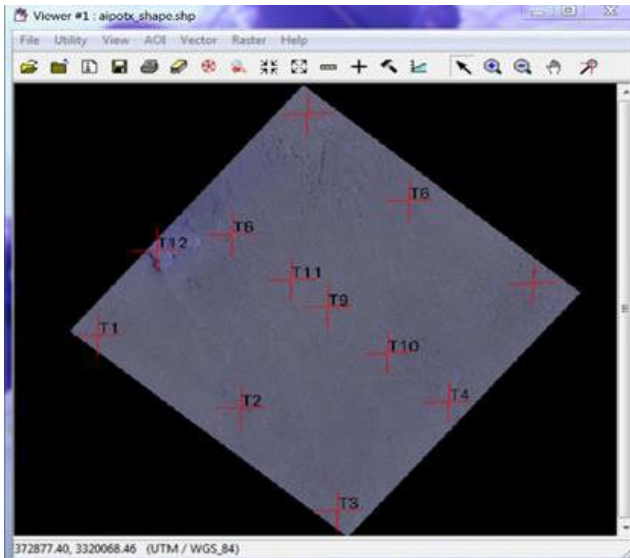 Viewer #1 : aipotx_shape.shp
File Utility View AOI Vector Raster Help
T6
T6
T12
T11
T9
T1
T10
T2
T4
T3
372877.40, 3320068.46 (UTM / WGS_84)